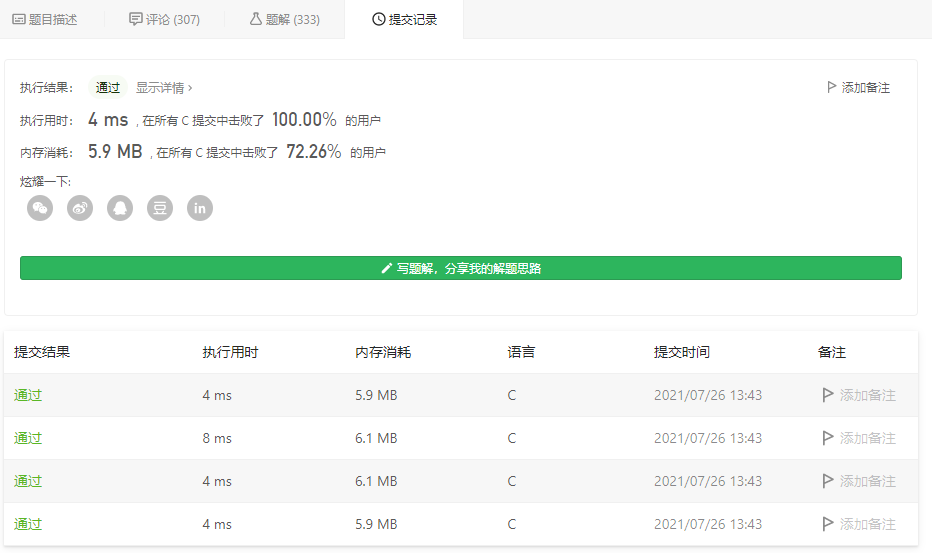 题目描述 评论 (307) 题解 (333) 提交记录
执行结果： 通过 显示详情 › 添加备注
执行用时： 4 ms , 在所有 C 提交中击败了 100.00% 的用户
内存消耗： 5.9 MB , 在所有 C 提交中击败了 72.26% 的用户
炫耀一下:
豆 in
写题解，分享我的解题思路
提交结果 执行用时 内存消耗 语言 提交时间 备注
通过 4 ms 5.9 MB C 2021/07/26 13:43 添加备注
通过 8 ms 6.1 MB C 2021/07/26 13:43 添加备注
通过 4 ms 6.1 MB C 2021/07/26 13:43 添加备注
通过 4 ms 5.9 MB C 2021/07/26 13:43 添加备注